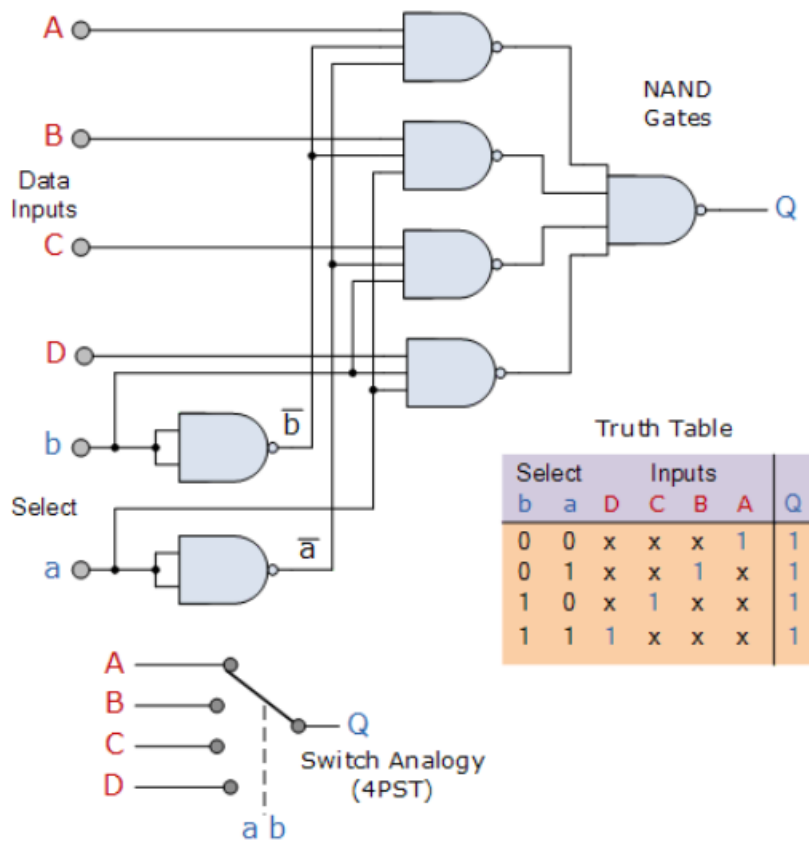 A
B
Data
Inputs
C
D
b
Select
a
b̅
a̅
NAND
Gates
Q
Truth Table
Select Inputs
b a D C B A Q
0 0 x x x 1 1
0 1 x x 1 x 1
1 0 x 1 x x 1
1 1 1 x x x 1
A
B
C
D
Q
Switch Analogy
(4PST)
a b